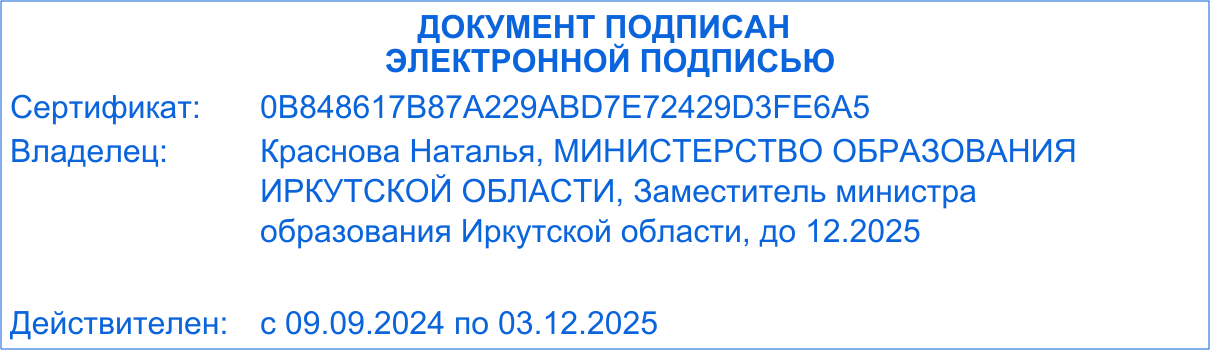 ДОКУМЕНТ ПОДПИСАН
ЭЛЕКТРОННОЙ ПОДПИСЬЮ
Сертификат: 0B848617B87A229ABD7E72429D3FE6A5
Владелец: Краснова Наталья, МИНИСТЕРСТВО ОБРАЗОВАНИЯ
ИРКУТСКОЙ ОБЛАСТИ, Заместитель министра
образования Иркутской области, до 12.2025
Действителен: с 09.09.2024 по 03.12.2025